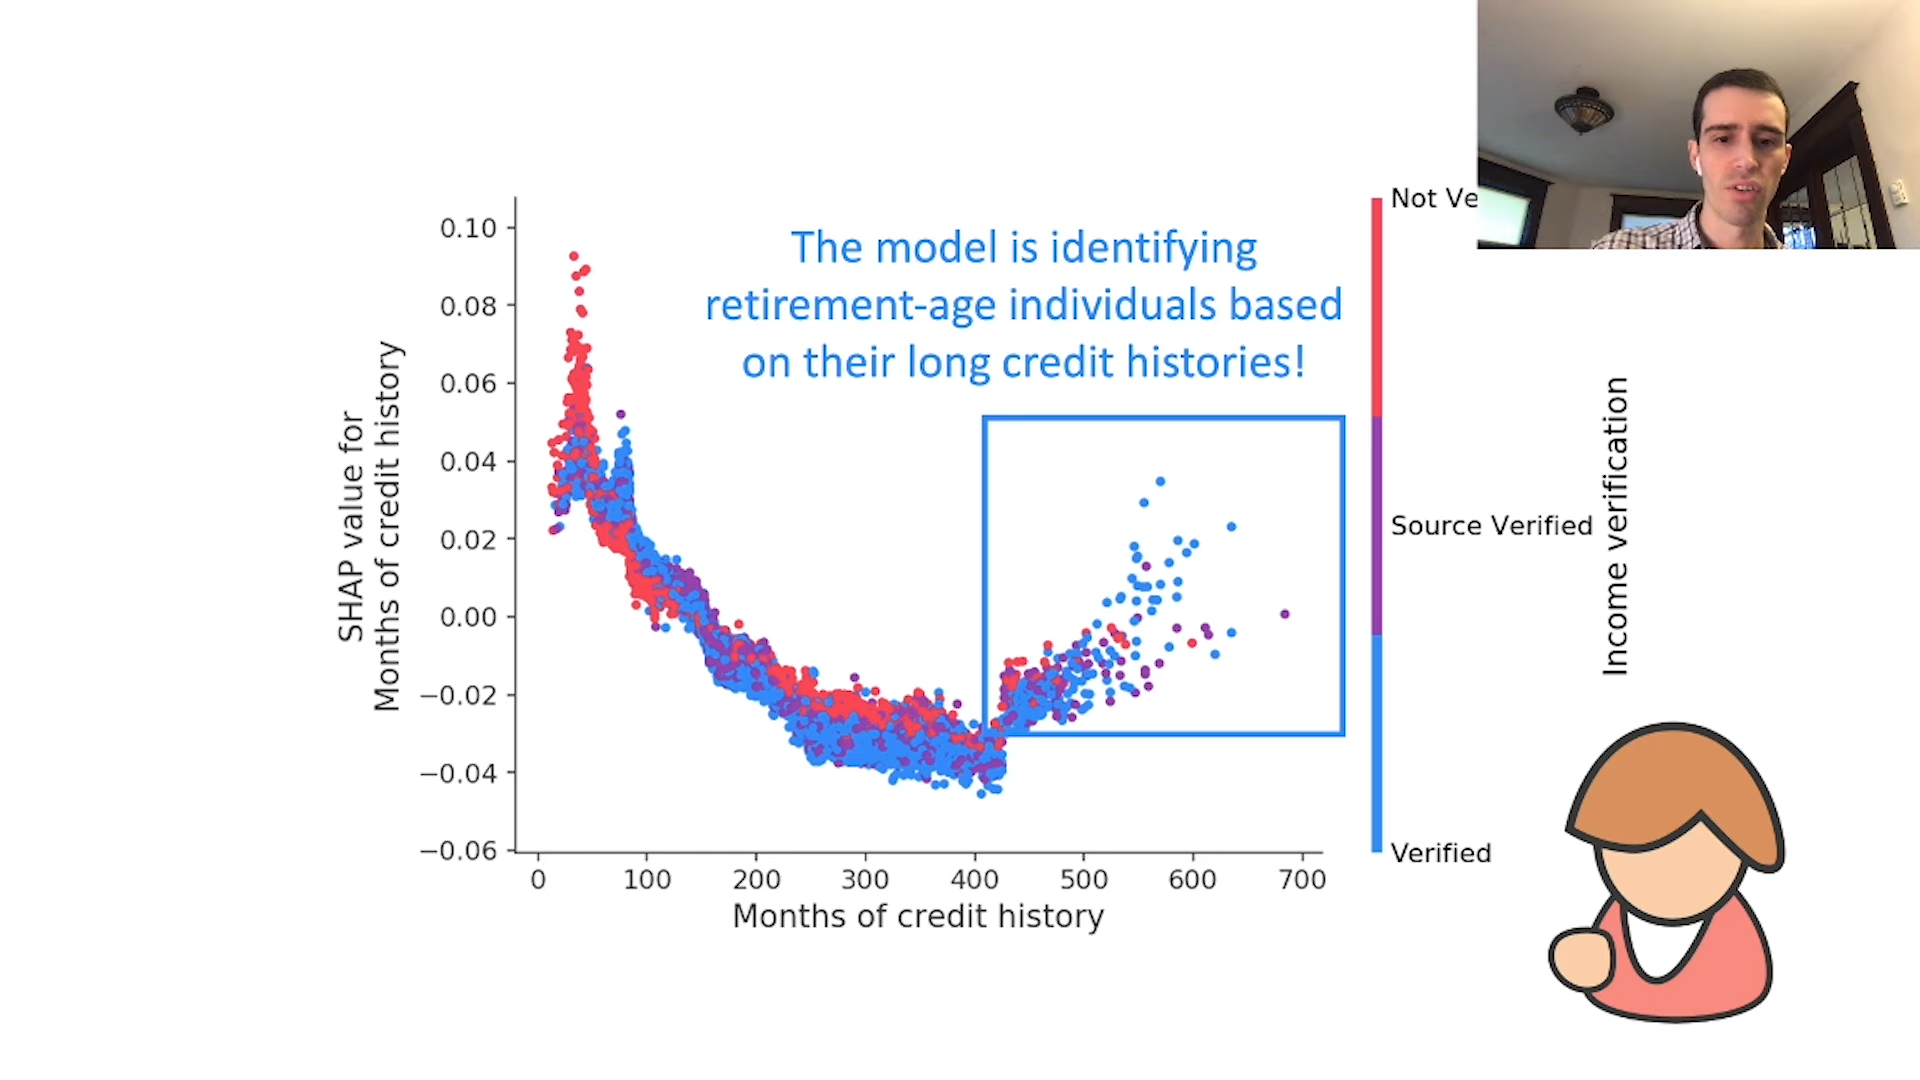 The model is identifying
retirement-age individuals based
on their long credit histories!
SHAP value for
Months of credit history
0.10
0.08
0.06
0.04
0.02
0.00
−0.02
−0.04
−0.06
0 100 200 300 400 500 600 700
Months of credit history
Not Ve
Source Verified
Verified
Income verification